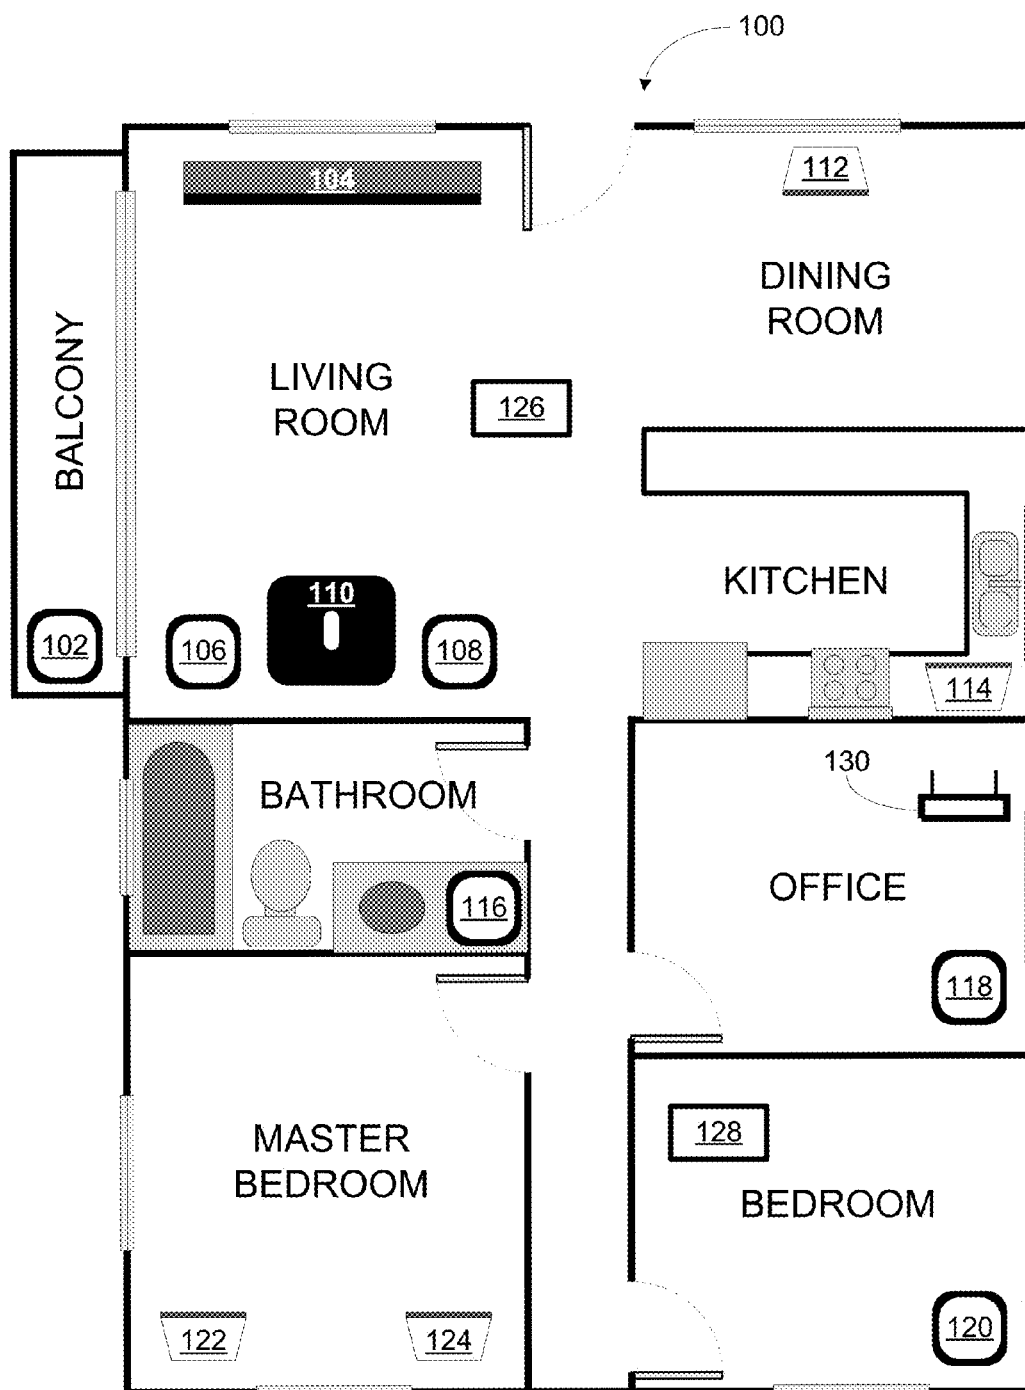 100
104
112
DINING
ROOM
BALCONY
LIVING
ROOM
126
KITCHEN
110
102
106
108
114
130
BATHROOM
OFFICE
116
118
128
MASTER
BEDROOM
BEDROOM
122
124
120